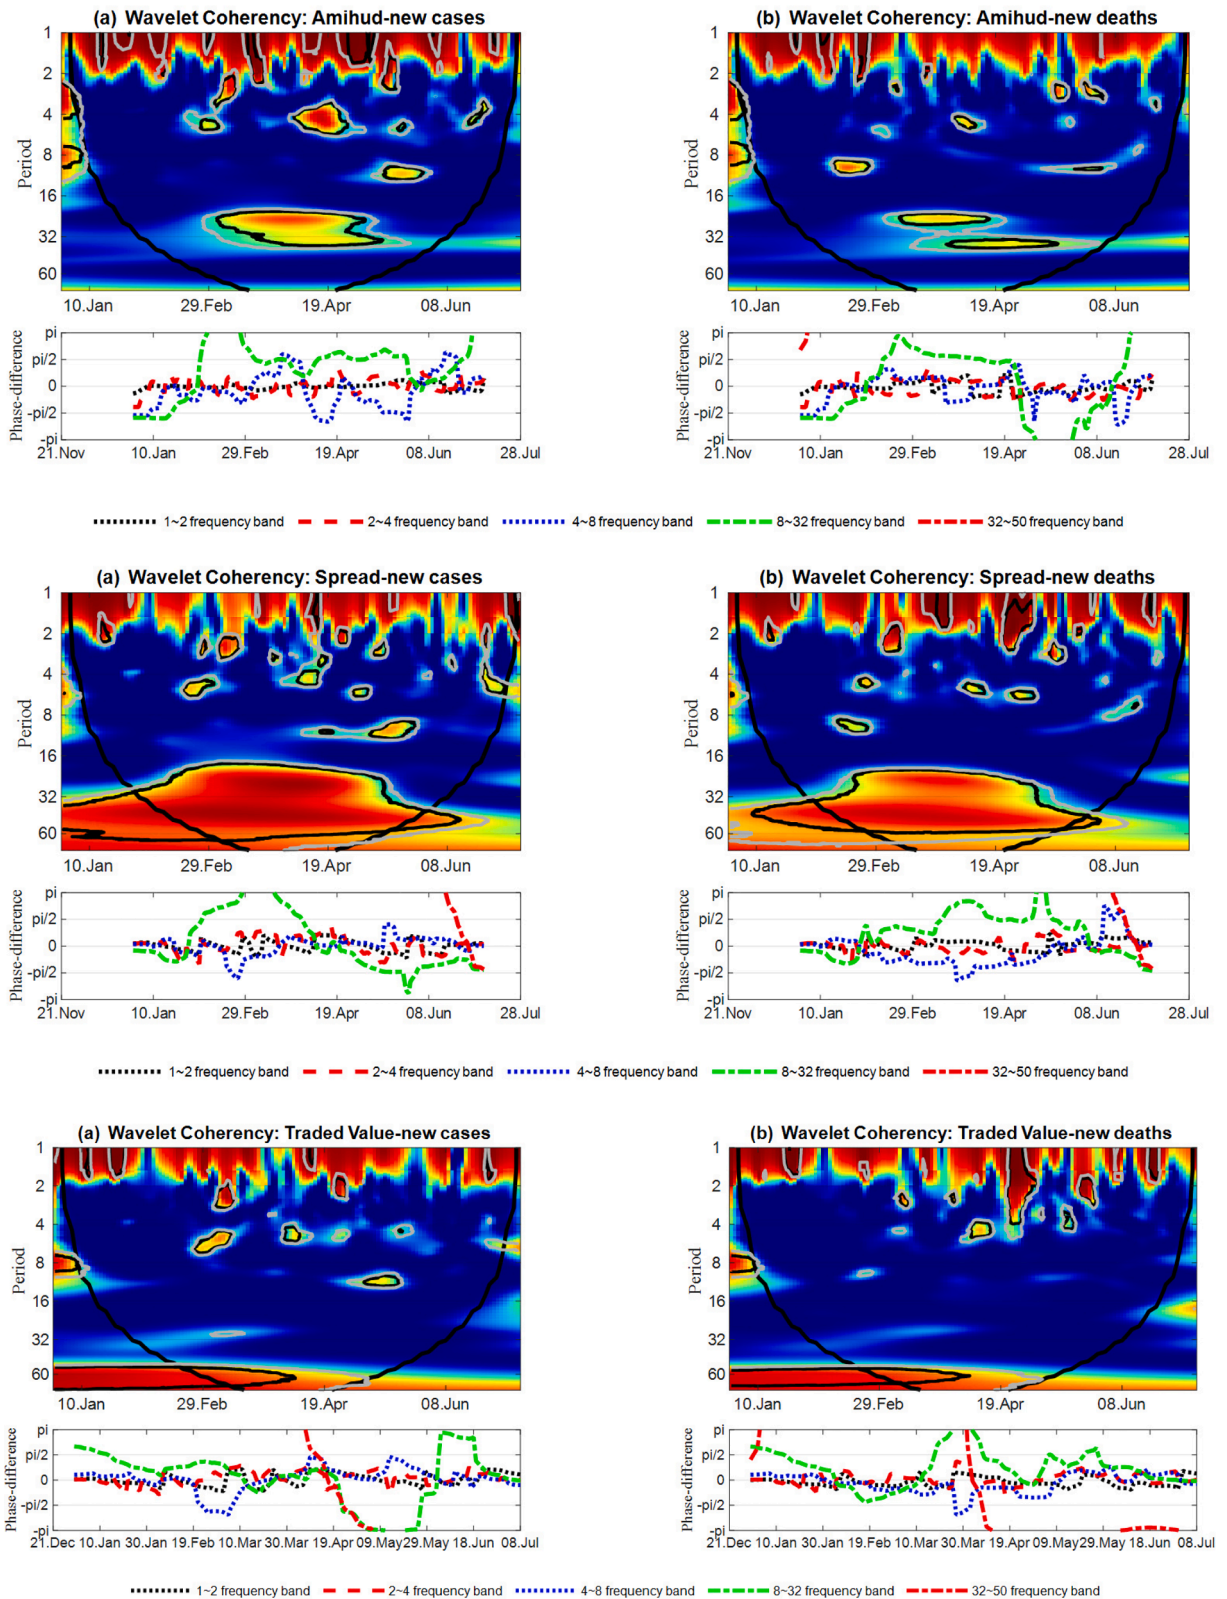 (a) Wavelet Coherency: Amihud-new cases
(b) Wavelet Coherency: Amihud-new deaths
Period
1
2
4
8
16
32
60
10.Jan 29.Feb 19.Apr 08.Jun
Period
1
2
4
8
16
32
60
10.Jan 29.Feb 19.Apr 08.Jun
Phase-difference
pi
pi/2
0
-pi/2
-pi
21.Nov 10.Jan 29.Feb 19.Apr 08.Jun 28.Jul
Phase-difference
pi
pi/2
0
-pi/2
-pi
21.Nov 10.Jan 29.Feb 19.Apr 08.Jun 28.Jul
1~2 frequency band 2~4 frequency band 4~8 frequency band 8~32 frequency band 32~50 frequency band
(a) Wavelet Coherency: Spread-new cases
(b) Wavelet Coherency: Spread-new deaths
Period
1
2
4
8
16
32
60
10.Jan 29.Feb 19.Apr 08.Jun
Period
1
2
4
8
16
32
60
10.Jan 29.Feb 19.Apr 08.Jun
Phase-difference
pi
pi/2
0
-pi/2
-pi
21.Nov 10.Jan 29.Feb 19.Apr 08.Jun 28.Jul
Phase-difference
pi
pi/2
0
-pi/2
-pi
21.Nov 10.Jan 29.Feb 19.Apr 08.Jun 28.Jul
1~2 frequency band 2~4 frequency band 4~8 frequency band 8~32 frequency band 32~50 frequency band
(a) Wavelet Coherency: Traded Value-new cases
(b) Wavelet Coherency: Traded Value-new deaths
Period
1
2
4
8
16
32
60
10.Jan 29.Feb 19.Apr 08.Jun
Period
1
2
4
8
16
32
60
10.Jan 29.Feb 19.Apr 08.Jun
Phase-difference
pi
pi/2
0
-pi/2
-pi
21.Dec 10.Jan 30.Jan 19.Feb 10.Mar 30.Mar 19.Apr 09.May 29.May 18.Jun 08.Jul
Phase-difference
pi
pi/2
0
-pi/2
-pi
21.Dec 10.Jan 30.Jan 19.Feb 10.Mar 30.Mar 19.Apr 09.May 29.May 18.Jun 08.Jul
1~2 frequency band 2~4 frequency band 4~8 frequency band 8~32 frequency band 32~50 frequency band